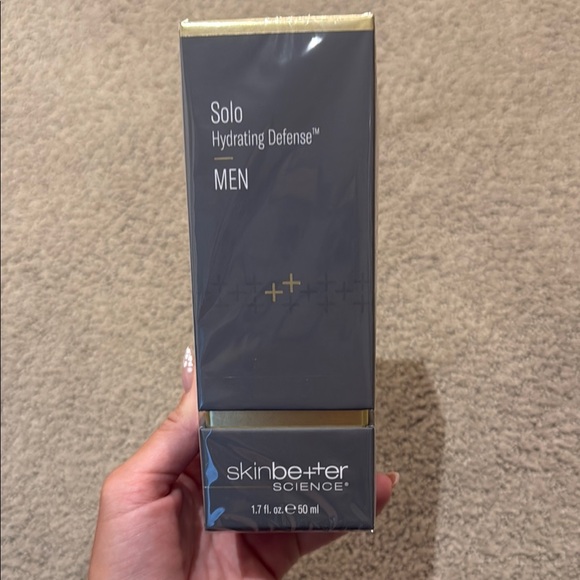 Solo
Hydrating Defense™
MEN
skinbetter
SCIENCE®
1.7 fl. oz. ℮ 50 ml